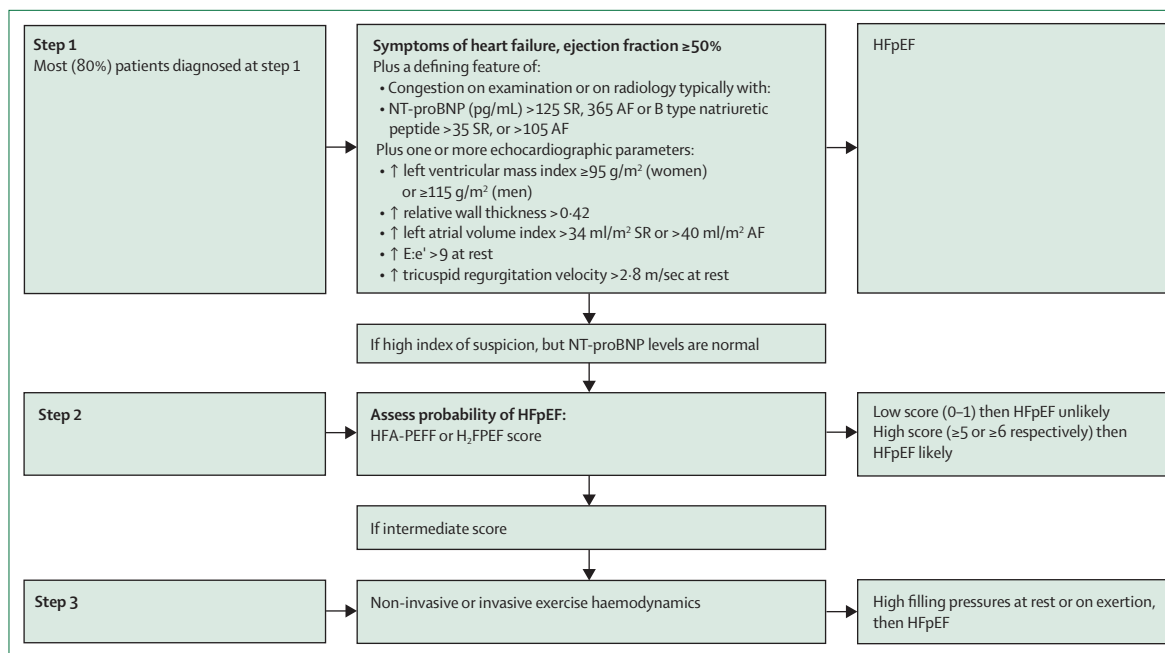 Step 1
Most (80%) patients diagnosed at step 1
Symptoms of heart failure, ejection fraction ≥50%
Plus a defining feature of:
• Congestion on examination or on radiology typically with:
• NT-proBNP (pg/mL) >125 SR, 365 AF or B type natriuretic
peptide >35 SR, or >105 AF
Plus one or more echocardiographic parameters:
• ↑ left ventricular mass index ≥95 g/m² (women)
or ≥115 g/m² (men)
• ↑ relative wall thickness >0·42
• ↑ left atrial volume index >34 ml/m² SR or >40 ml/m² AF
• ↑ E:e' >9 at rest
• ↑ tricuspid regurgitation velocity >2·8 m/sec at rest
HFpEF
If high index of suspicion, but NT-proBNP levels are normal
Step 2
Assess probability of HFpEF:
HFA-PEFF or H₂FPEF score
Low score (0–1) then HFpEF unlikely
High score (≥5 or ≥6 respectively) then
HFpEF likely
If intermediate score
Step 3
Non-invasive or invasive exercise haemodynamics
High filling pressures at rest or on exertion,
then HFpEF